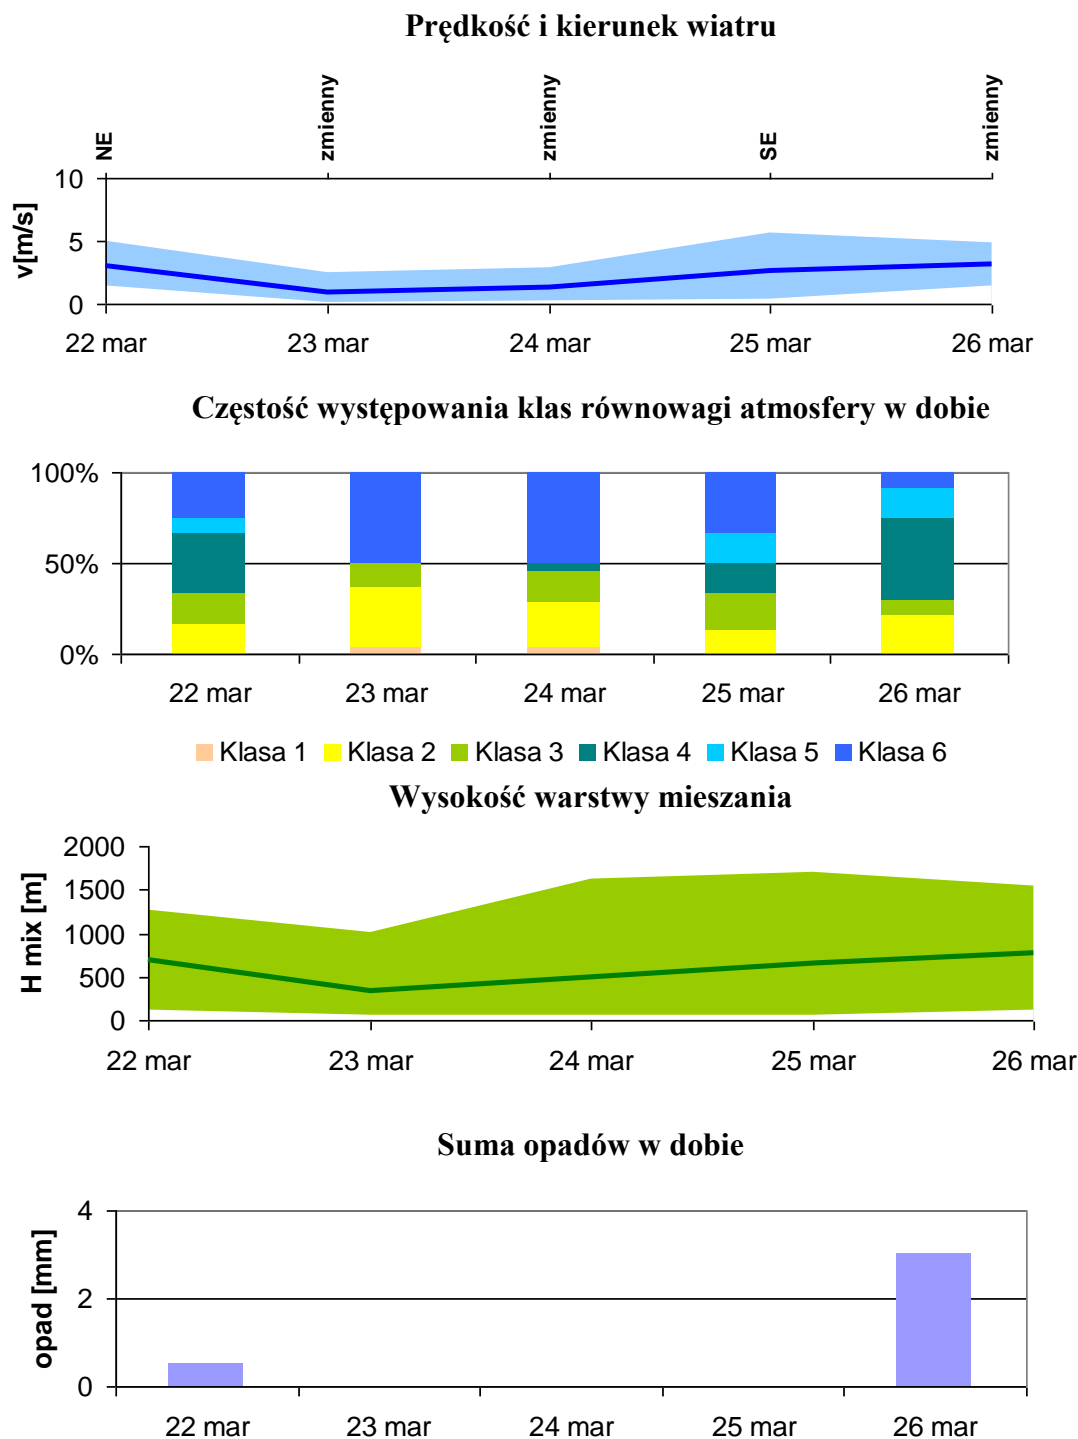 Prędkość i kierunek wiatru
NE zmienny zmienny SE zmienny
v[m/s]
10
5
0
22 mar 23 mar 24 mar 25 mar 26 mar
Częstość występowania klas równowagi atmosfery w dobie
100%
50%
0%
22 mar 23 mar 24 mar 25 mar 26 mar
Klasa 1 Klasa 2 Klasa 3 Klasa 4 Klasa 5 Klasa 6
Wysokość warstwy mieszania
H mix [m]
2000
1500
1000
500
0
22 mar 23 mar 24 mar 25 mar 26 mar
Suma opadów w dobie
opad [mm]
4
2
0
22 mar 23 mar 24 mar 25 mar 26 mar